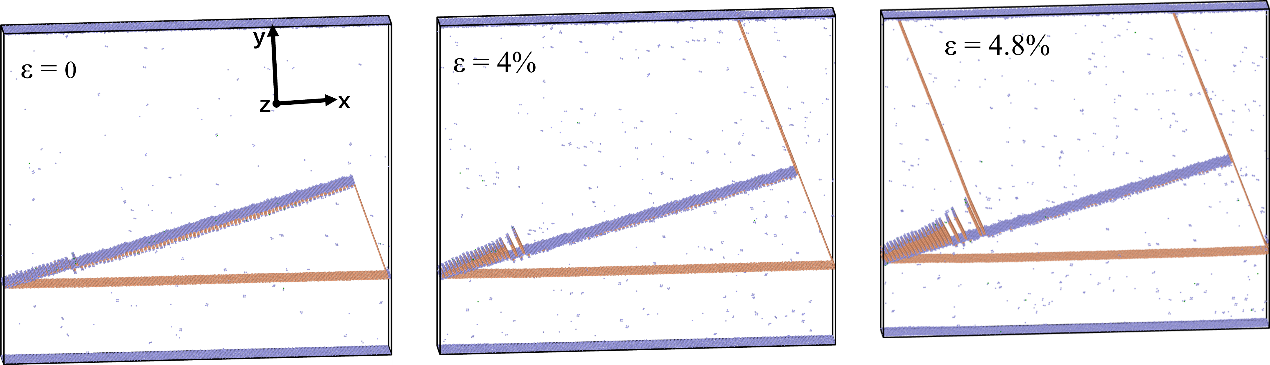 ε = 0
y
z
x
ε = 4%
ε = 4.8%